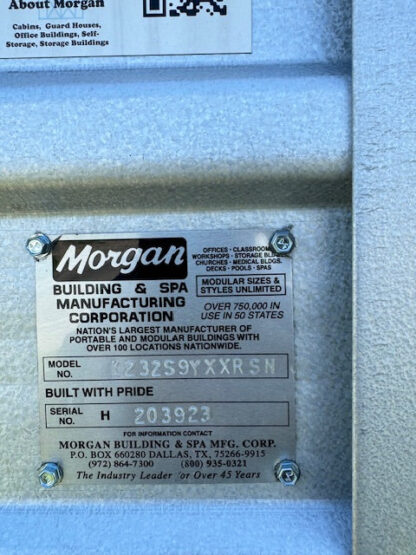 About Morgan
Cabins, Guard Houses,
Office Buildings, Self-
Storage, Storage Buildings
Morgan
OFFICES · CLASSROOMS
WORKSHOPS · STORAGE BLDGS
CHURCHES · MEDICAL BLDGS.
DECKS · POOLS · SPAS
BUILDING & SPA
MANUFACTURING
CORPORATION
MODULAR SIZES &
STYLES UNLIMITED
OVER 750,000 IN
USE IN 50 STATES
NATION'S LARGEST MANUFACTURER OF
PORTABLE AND MODULAR BUILDINGS WITH
OVER 100 LOCATIONS NATIONWIDE.
MODEL
NO.
BUILT WITH PRIDE
SERIAL
NO. H 203923
FOR INFORMATION CONTACT
MORGAN BUILDING & SPA MFG. CORP.
P.O. BOX 660280 DALLAS, TX, 75266-9915
(972) 864-7300 (800) 935-0321
The Industry Leader for Over 45 Years